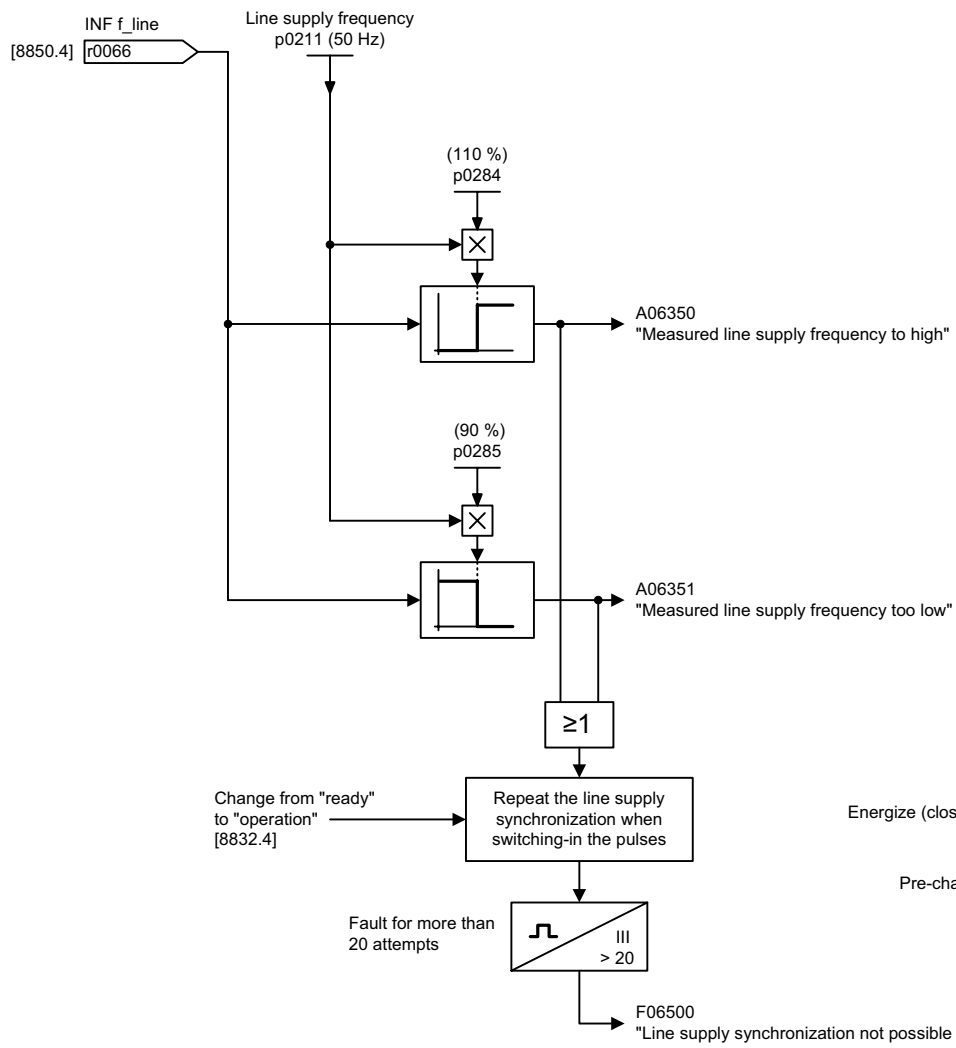 INF f_line
Line supply frequency
p0211 (50 Hz)
[8850.4]
r0066
(110 %)
p0284
A06350
"Measured line supply frequency to high"
(90 %)
p0285
A06351
"Measured line supply frequency too low"
≥1
Change from "ready"
to "operation"
[8832.4]
Repeat the line supply
synchronization when
switching-in the pulses
Energize (clos
Pre-cha
Fault for more than
20 attempts
III
> 20
F06500
"Line supply synchronization not possible